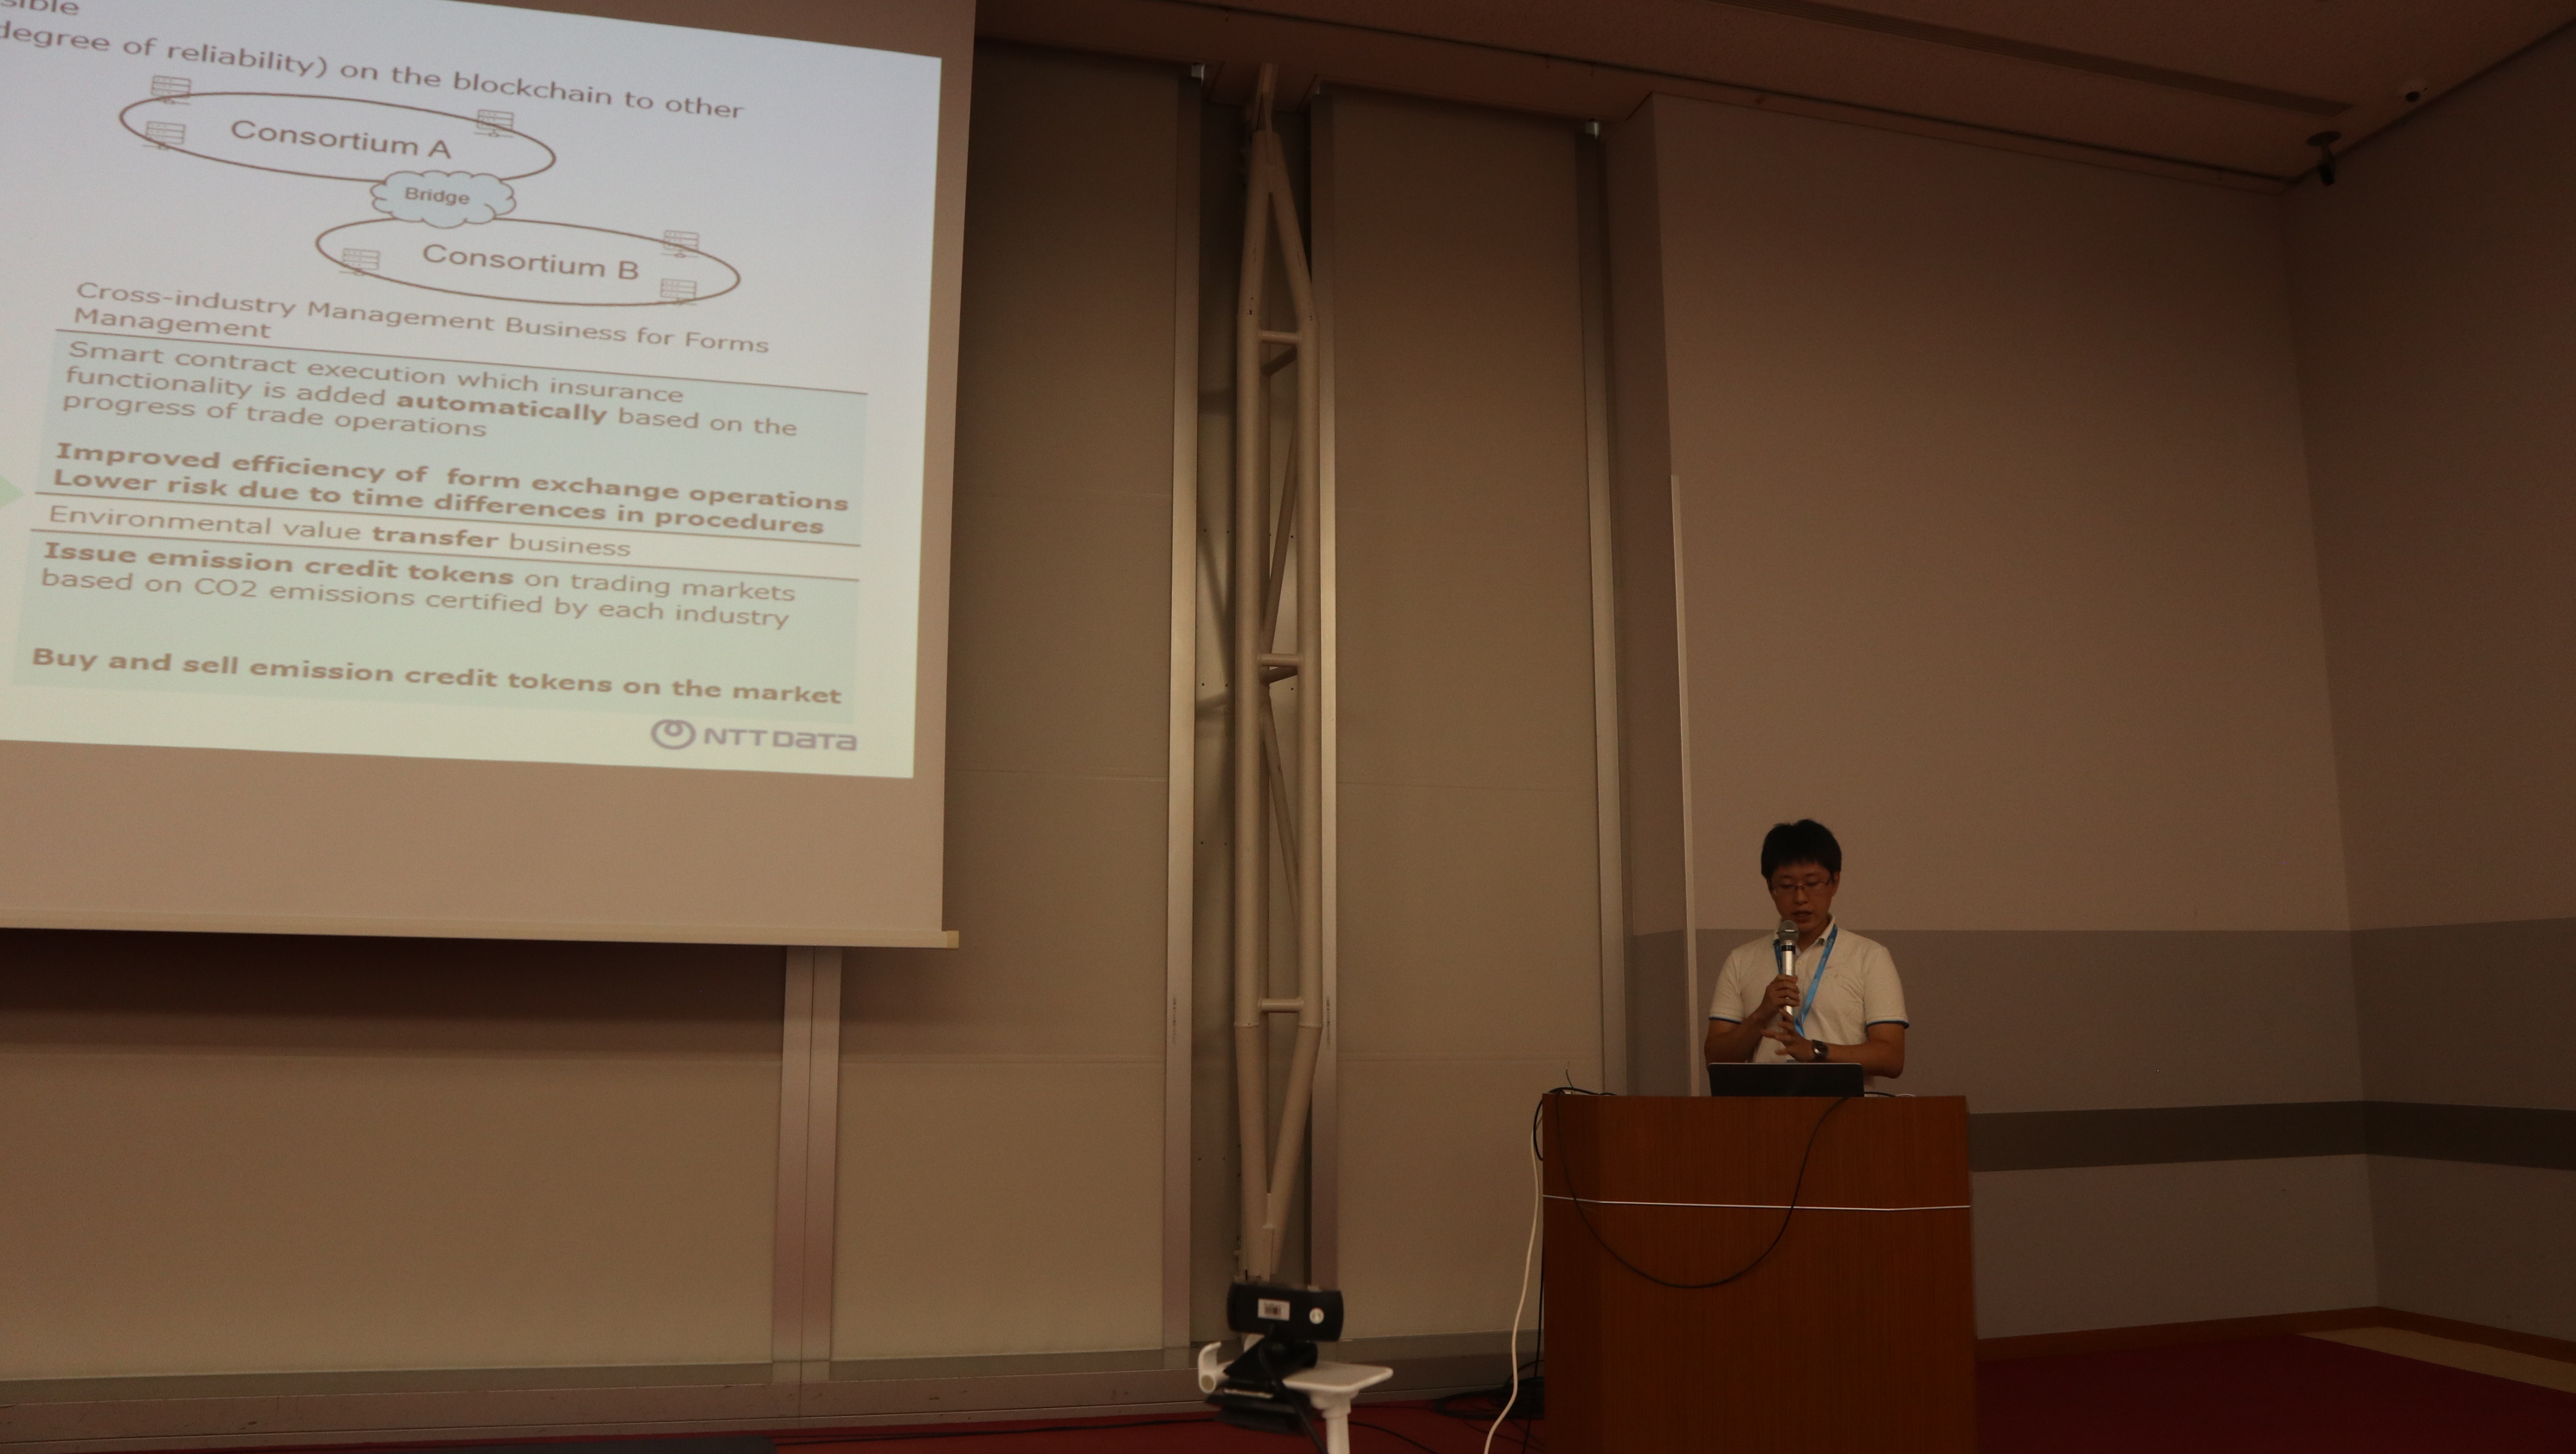 degree of reliability) on the blockchain to other
Consortium A
Bridge
Consortium B
Cross-industry Management Business for Forms
Management
Smart contract execution which insurance
functionality is added automatically based on the
progress of trade operations
Improved efficiency of form exchange operations
Lower risk due to time differences in procedures
Environmental value transfer business
Issue emission credit tokens on trading markets
based on CO2 emissions certified by each industry
Buy and sell emission credit tokens on the market
NTT DATA